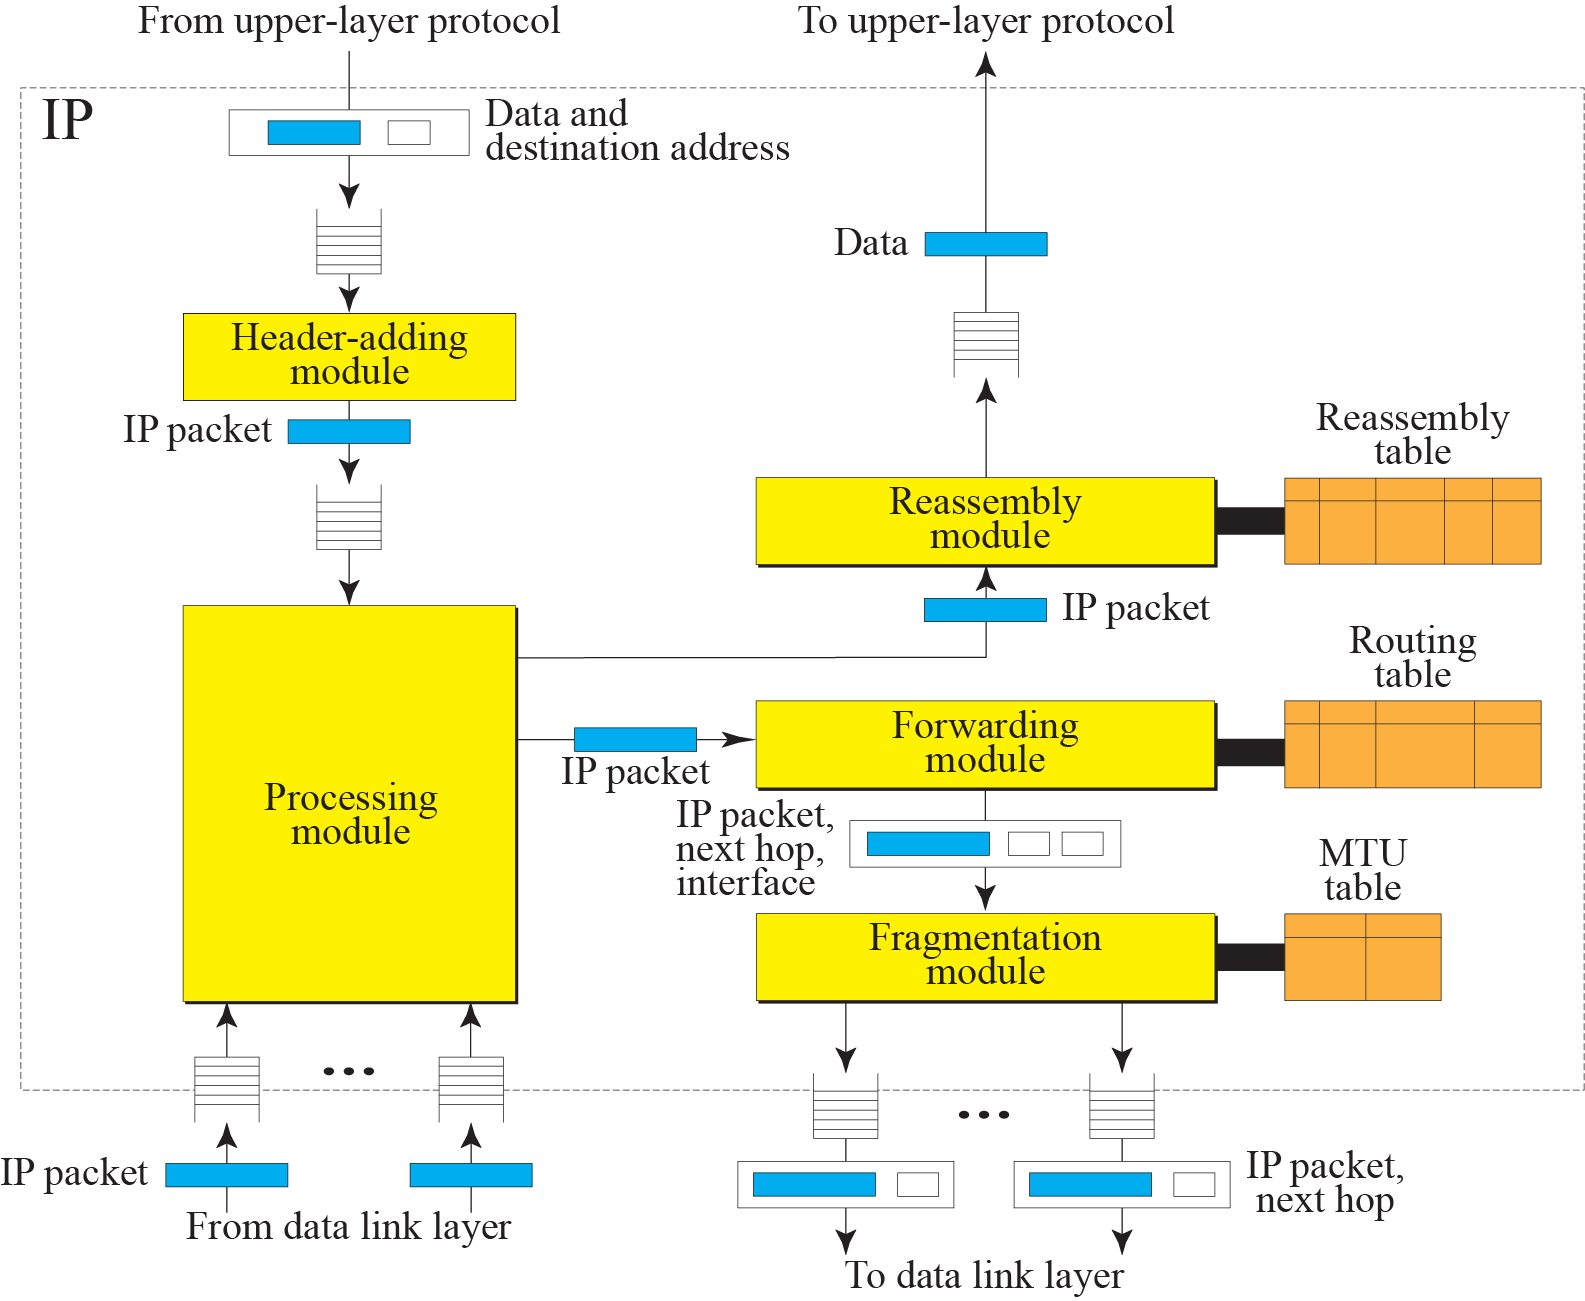 From upper-layer protocol
To upper-layer protocol
IP
Data and
destination address
Data
Header-adding
module
IP packet
Reassembly
table
Reassembly
module
IP packet
Routing
table
Forwarding
module
IP packet
Processing
module
IP packet,
next hop,
interface
MTU
table
Fragmentation
module
IP packet
From data link layer
IP packet,
next hop
To data link layer